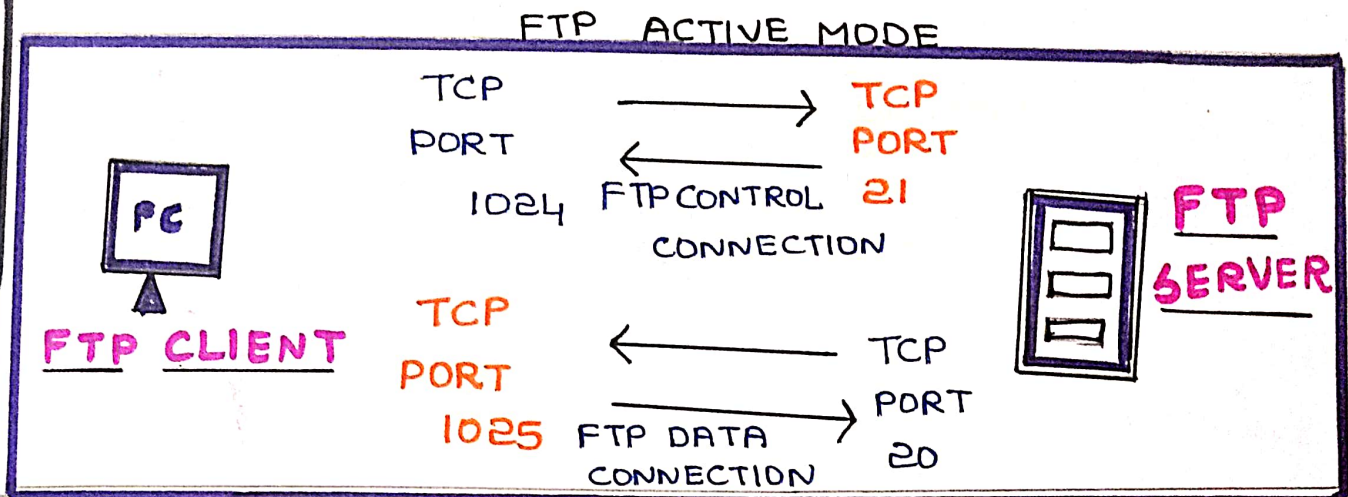 FTP ACTIVE MODE
TCP
PORT
1024
TCP
PORT
21
FTP CONTROL
CONNECTION
PC
FTP CLIENT
FTP
SERVER
TCP
PORT
1025
TCP
PORT
20
FTP DATA
CONNECTION